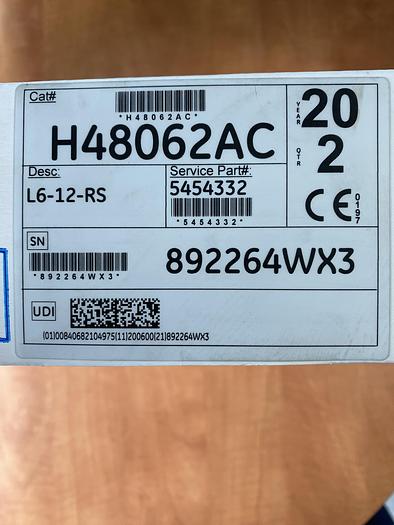 Cat#
*H48062AC*
H48062AC
YEAR
20
QTR
2
Desc:
L6-12-RS
Service Part#:
5454332
*5454332*
CE
0197
SN
*892264WX3*
892264WX3
UDI
(01)00840682104975(11)200600(21)892264WX3